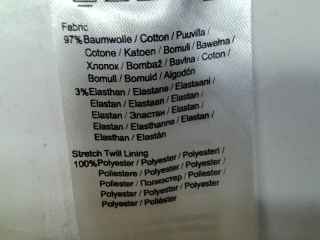 Fabric
97% Baumwolle / Cotton / Puuvilla /
Cotone / Katoen / Bomuli / Bawełna /
Хлопок / Bombaž / Bavlna / Coton /
Bomull / Bomuld / Algodón
3% Elasthan / Elastane / Elastaani /
Elastan / Elastaan / Elastan /
Elastan / Эластан / Elastan /
Elastan / Elasthanne / Elastan /
Elasthan / Elastán
Stretch Twill Lining
100% Polyester / Polyester / Polyesteri /
Poliestere / Polyester / Polyester /
Poliester / Полиэстер / Poliester /
Polyester / Polyester / Polyester /
Polyester / Poliéster